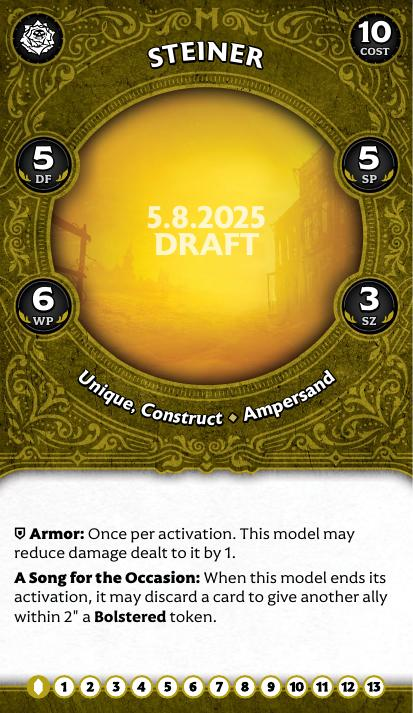 STEINER
10
COST
5
DF
5
SP
5.8.2025
DRAFT
6
WP
3
SZ
Unique, Construct ◆ Ampersand
Armor: Once per activation. This model may
reduce damage dealt to it by 1.
A Song for the Occasion: When this model ends its
activation, it may discard a card to give another ally
within 2" a Bolstered token.
1 2 3 4 5 6 7 8 9 10 11 12 13